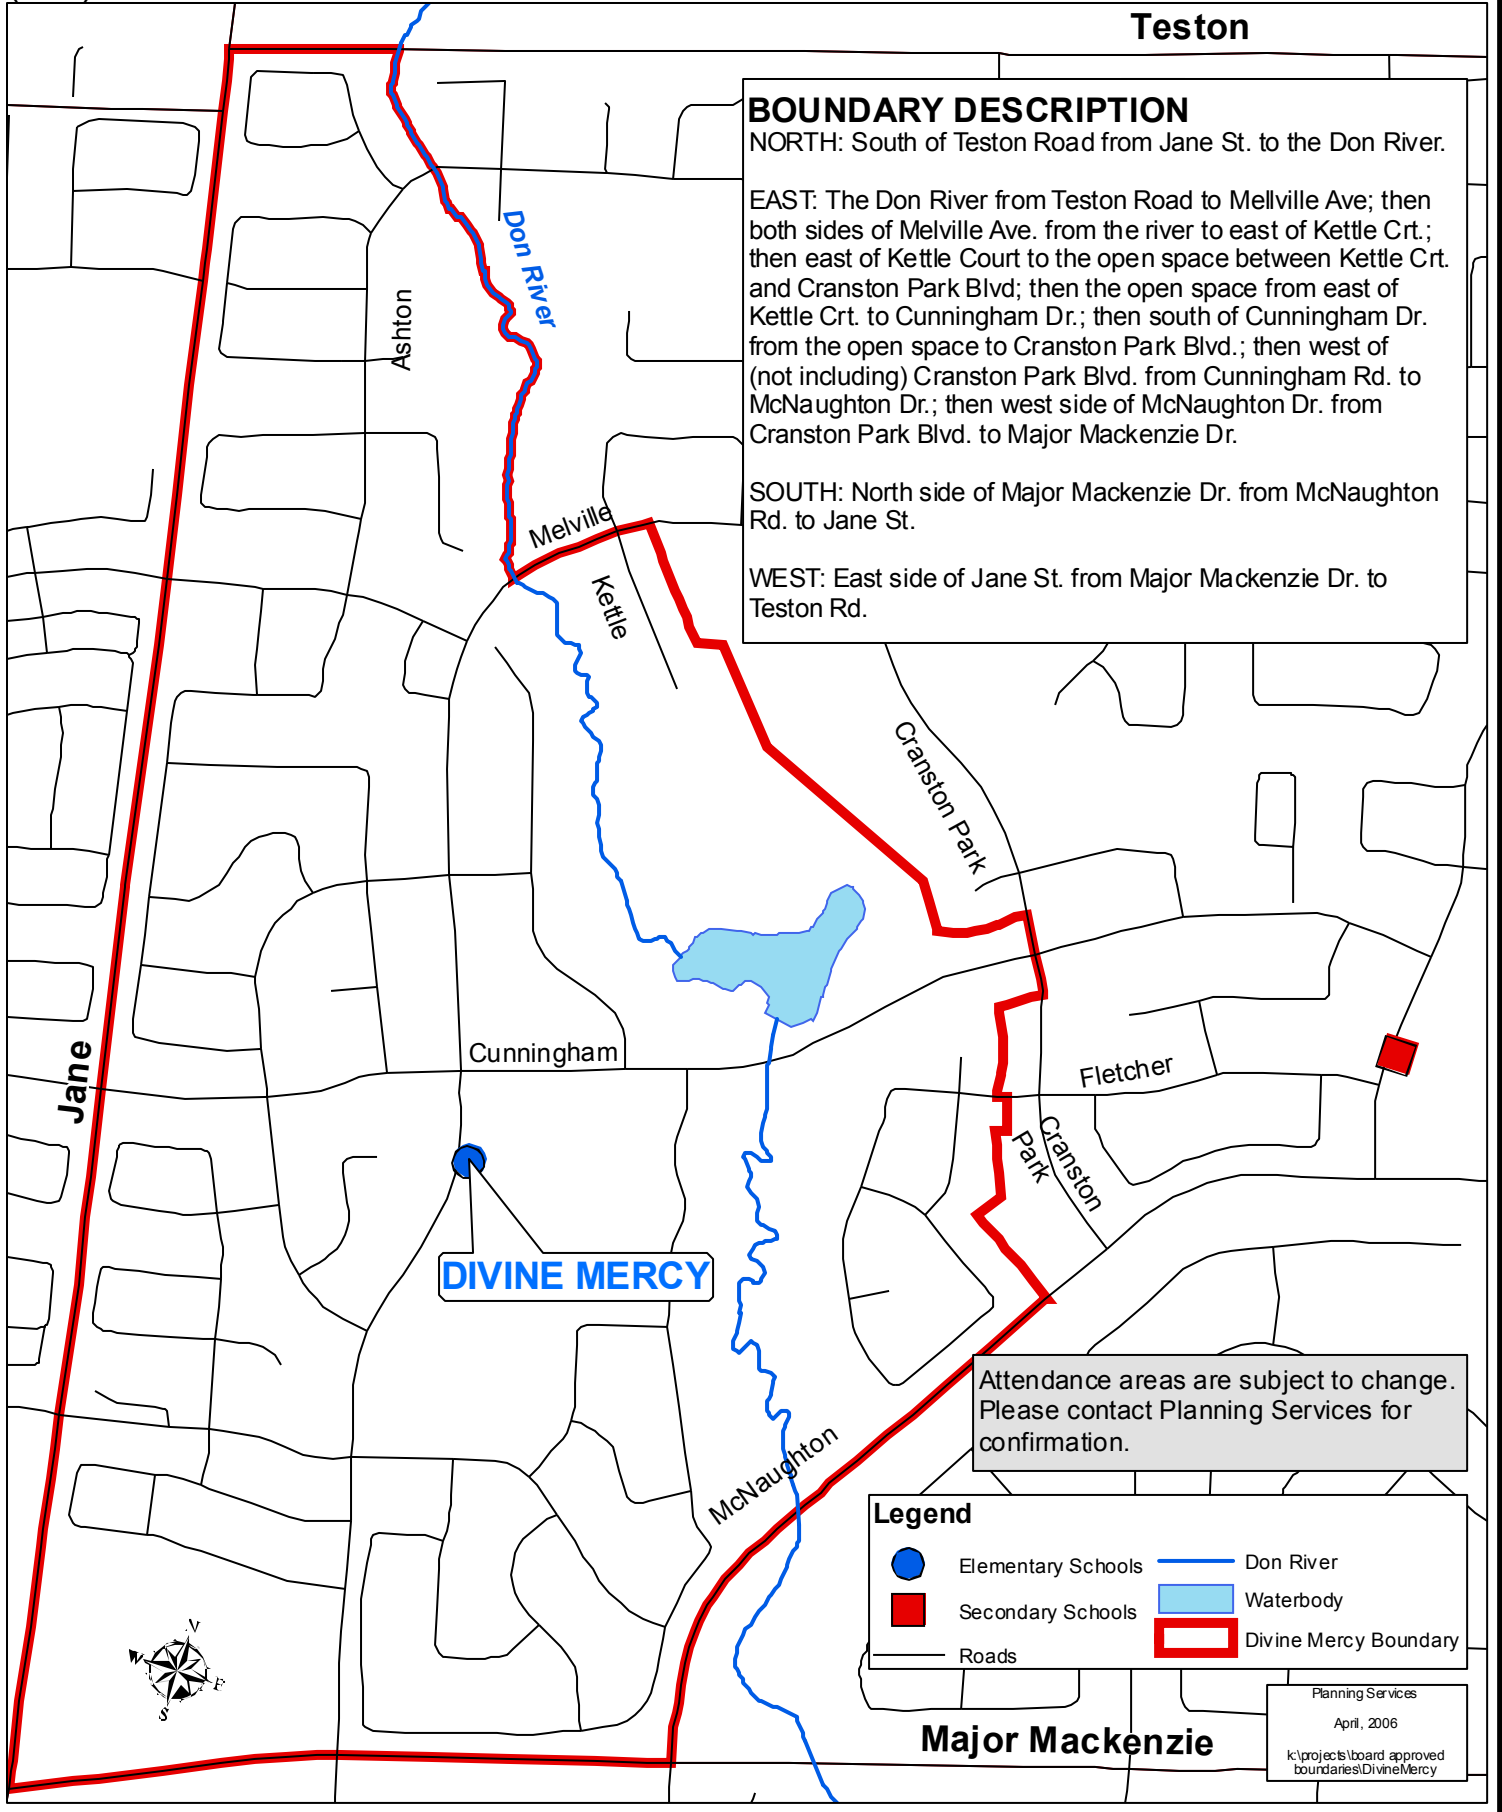 Teston
BOUNDARY DESCRIPTION
NORTH: South of Teston Road from Jane St. to the Don River.
EAST: The Don River from Teston Road to Mellville Ave; then
both sides of Melville Ave. from the river to east of Kettle Crt.;
then east of Kettle Court to the open space between Kettle Crt.
and Cranston Park Blvd; then the open space from east of
Kettle Crt. to Cunningham Dr.; then south of Cunningham Dr.
from the open space to Cranston Park Blvd.; then west of
(not including) Cranston Park Blvd. from Cunningham Rd. to
McNaughton Dr.; then west side of McNaughton Dr. from
Cranston Park Blvd. to Major Mackenzie Dr.
SOUTH: North side of Major Mackenzie Dr. from McNaughton
Rd. to Jane St.
WEST: East side of Jane St. from Major Mackenzie Dr. to
Teston Rd.
Don River
Ashton
Melville
Kettle
Cranston Park
Jane
Cunningham
Fletcher
Cranston
Park
DIVINE MERCY
McNaughton
Attendance areas are subject to change.
Please contact Planning Services for
confirmation.
Legend
Elementary Schools
Secondary Schools
Roads
Don River
Waterbody
Divine Mercy Boundary
E
S
Major Mackenzie
Planning Services
April, 2006
k:\projects\board approved
boundaries\DivineMercy